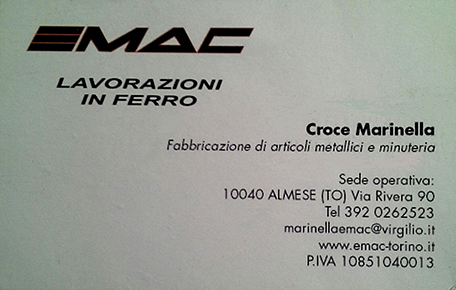 EMAC
LAVORAZIONI
IN FERRO
Croce Marinella
Fabbricazione di articoli metallici e minuteria
Sede operativa:
10040 ALMESE (TO) Via Rivera 90
Tel 392 0262523
marinellaemac@virgilio.it
www.emac-torino.it
P.IVA 10851040013